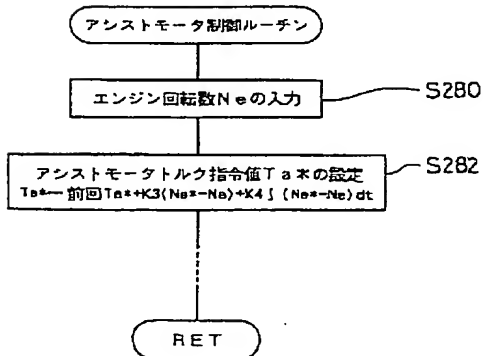 アシストモータ制御ルーチン
エンジン回転数Neの入力
S280
アシストモータトルク指令値Ta*の設定
Ta*←前回Ta*+K3(Ne*-Ne)+K4∫(Ne*-Ne)dt
S282
RET